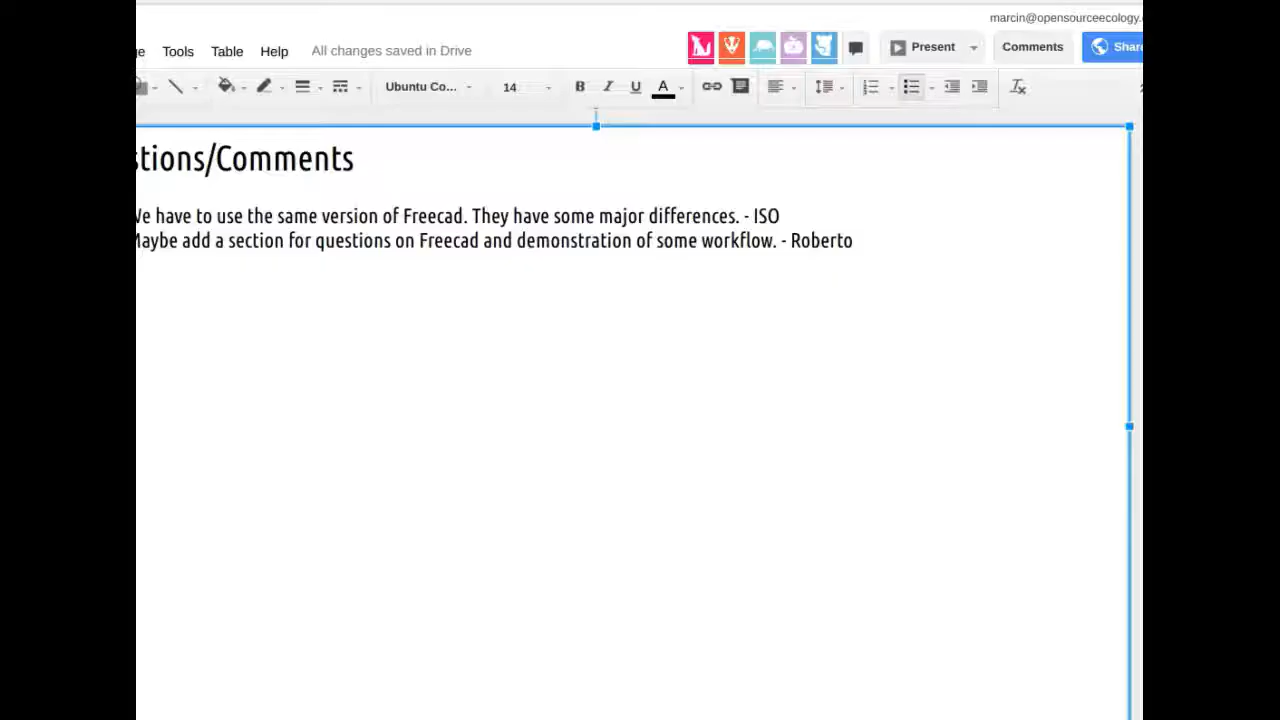 marcin@opensourceecology.
Tools Table Help All changes saved in Drive Present Comments Shar
Ubuntu Co... 14 B I U A
stions/Comments
We have to use the same version of Freecad. They have some major differences. - ISO
Maybe add a section for questions on Freecad and demonstration of some workflow. - Roberto